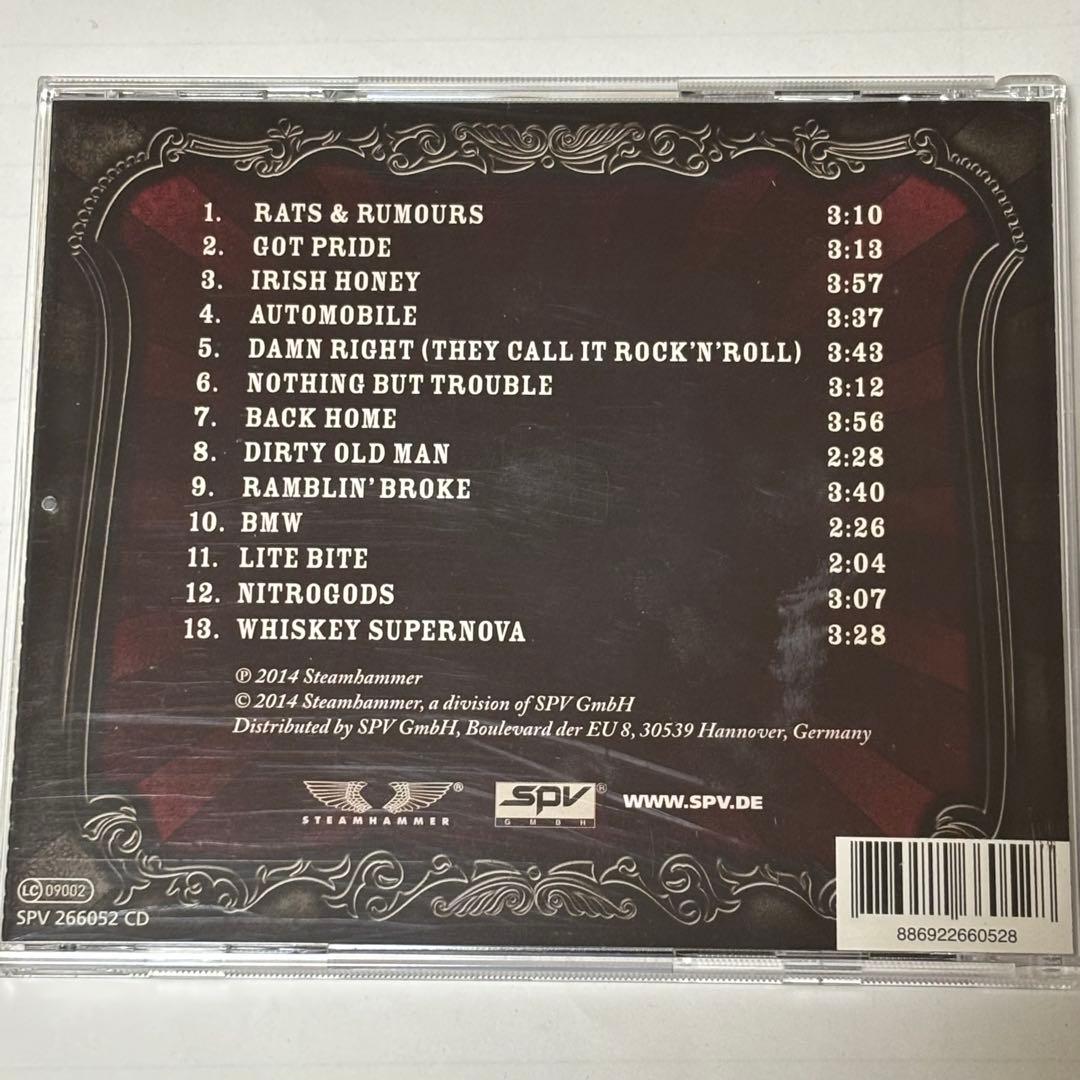 1. RATS & RUMOURS 3:10
2. GOT PRIDE 3:13
3. IRISH HONEY 3:57
4. AUTOMOBILE 3:37
5. DAMN RIGHT (THEY CALL IT ROCK'N'ROLL) 3:43
6. NOTHING BUT TROUBLE 3:12
7. BACK HOME 3:56
8. DIRTY OLD MAN 2:28
9. RAMBLIN' BROKE 3:40
10. BMW 2:26
11. LITE BITE 2:04
12. NITROGODS 3:07
13. WHISKEY SUPERNOVA 3:28
℗ 2014 Steamhammer
© 2014 Steamhammer, a division of SPV GmbH
Distributed by SPV GmbH, Boulevard der EU 8, 30539 Hannover, Germany
STEAMHAMMER ®
SPV ®
GMBH
WWW.SPV.DE
LC 09002
SPV 266052 CD
886922660528